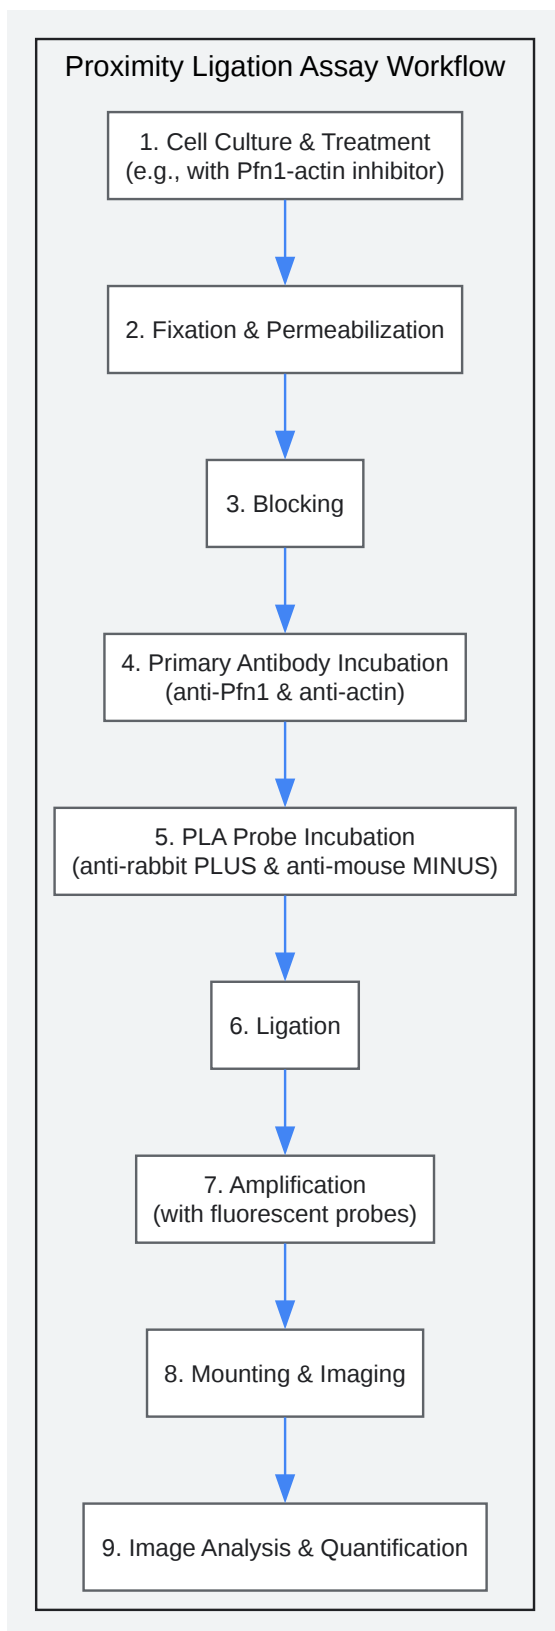 Proximity Ligation Assay Workflow
1. Cell Culture & Treatment
(e.g., with Pfn1-actin inhibitor)
2. Fixation & Permeabilization
3. Blocking
4. Primary Antibody Incubation
(anti-Pfn1 & anti-actin)
5. PLA Probe Incubation
(anti-rabbit PLUS & anti-mouse MINUS)
6. Ligation
7. Amplification
(with fluorescent probes)
8. Mounting & Imaging
9. Image Analysis & Quantification